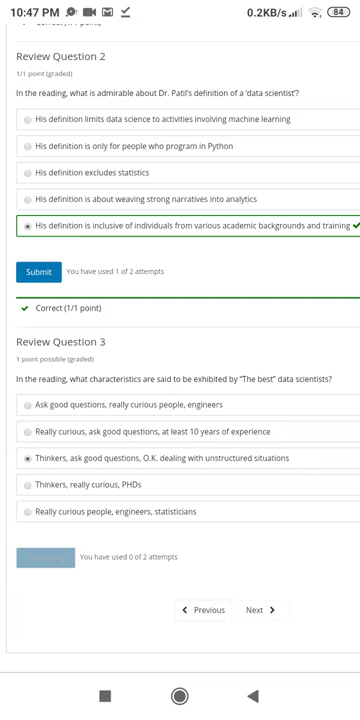 10:47 PM
0.2KB/s
84
Review Question 2
1/1 point (graded)
In the reading, what is admirable about Dr. Patil's definition of a 'data scientist'?
His definition limits data science to activities involving machine learning
His definition is only for people who program in Python
His definition excludes statistics
His definition is about weaving strong narratives into analytics
His definition is inclusive of individuals from various academic backgrounds and training
Submit
You have used 1 of 2 attempts
Correct (1/1 point)
Review Question 3
1 point possible (graded)
In the reading, what characteristics are said to be exhibited by "The best" data scientists?
Ask good questions, really curious people, engineers
Really curious, ask good questions, at least 10 years of experience
Thinkers, ask good questions, O.K. dealing with unstructured situations
Thinkers, really curious, PHDs
Really curious people, engineers, statisticians
You have used 0 of 2 attempts
Previous
Next